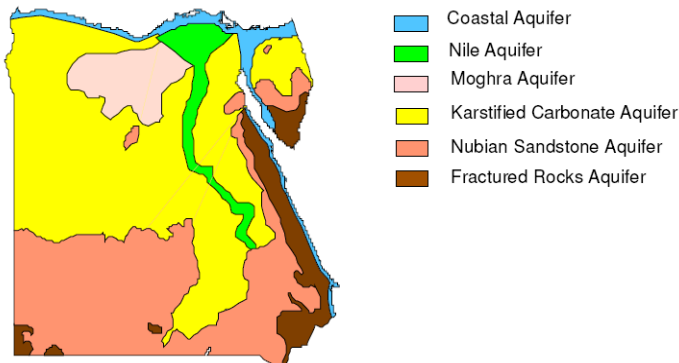 Coastal Aquifer
Nile Aquifer
Moghra Aquifer
Karstified Carbonate Aquifer
Nubian Sandstone Aquifer
Fractured Rocks Aquifer